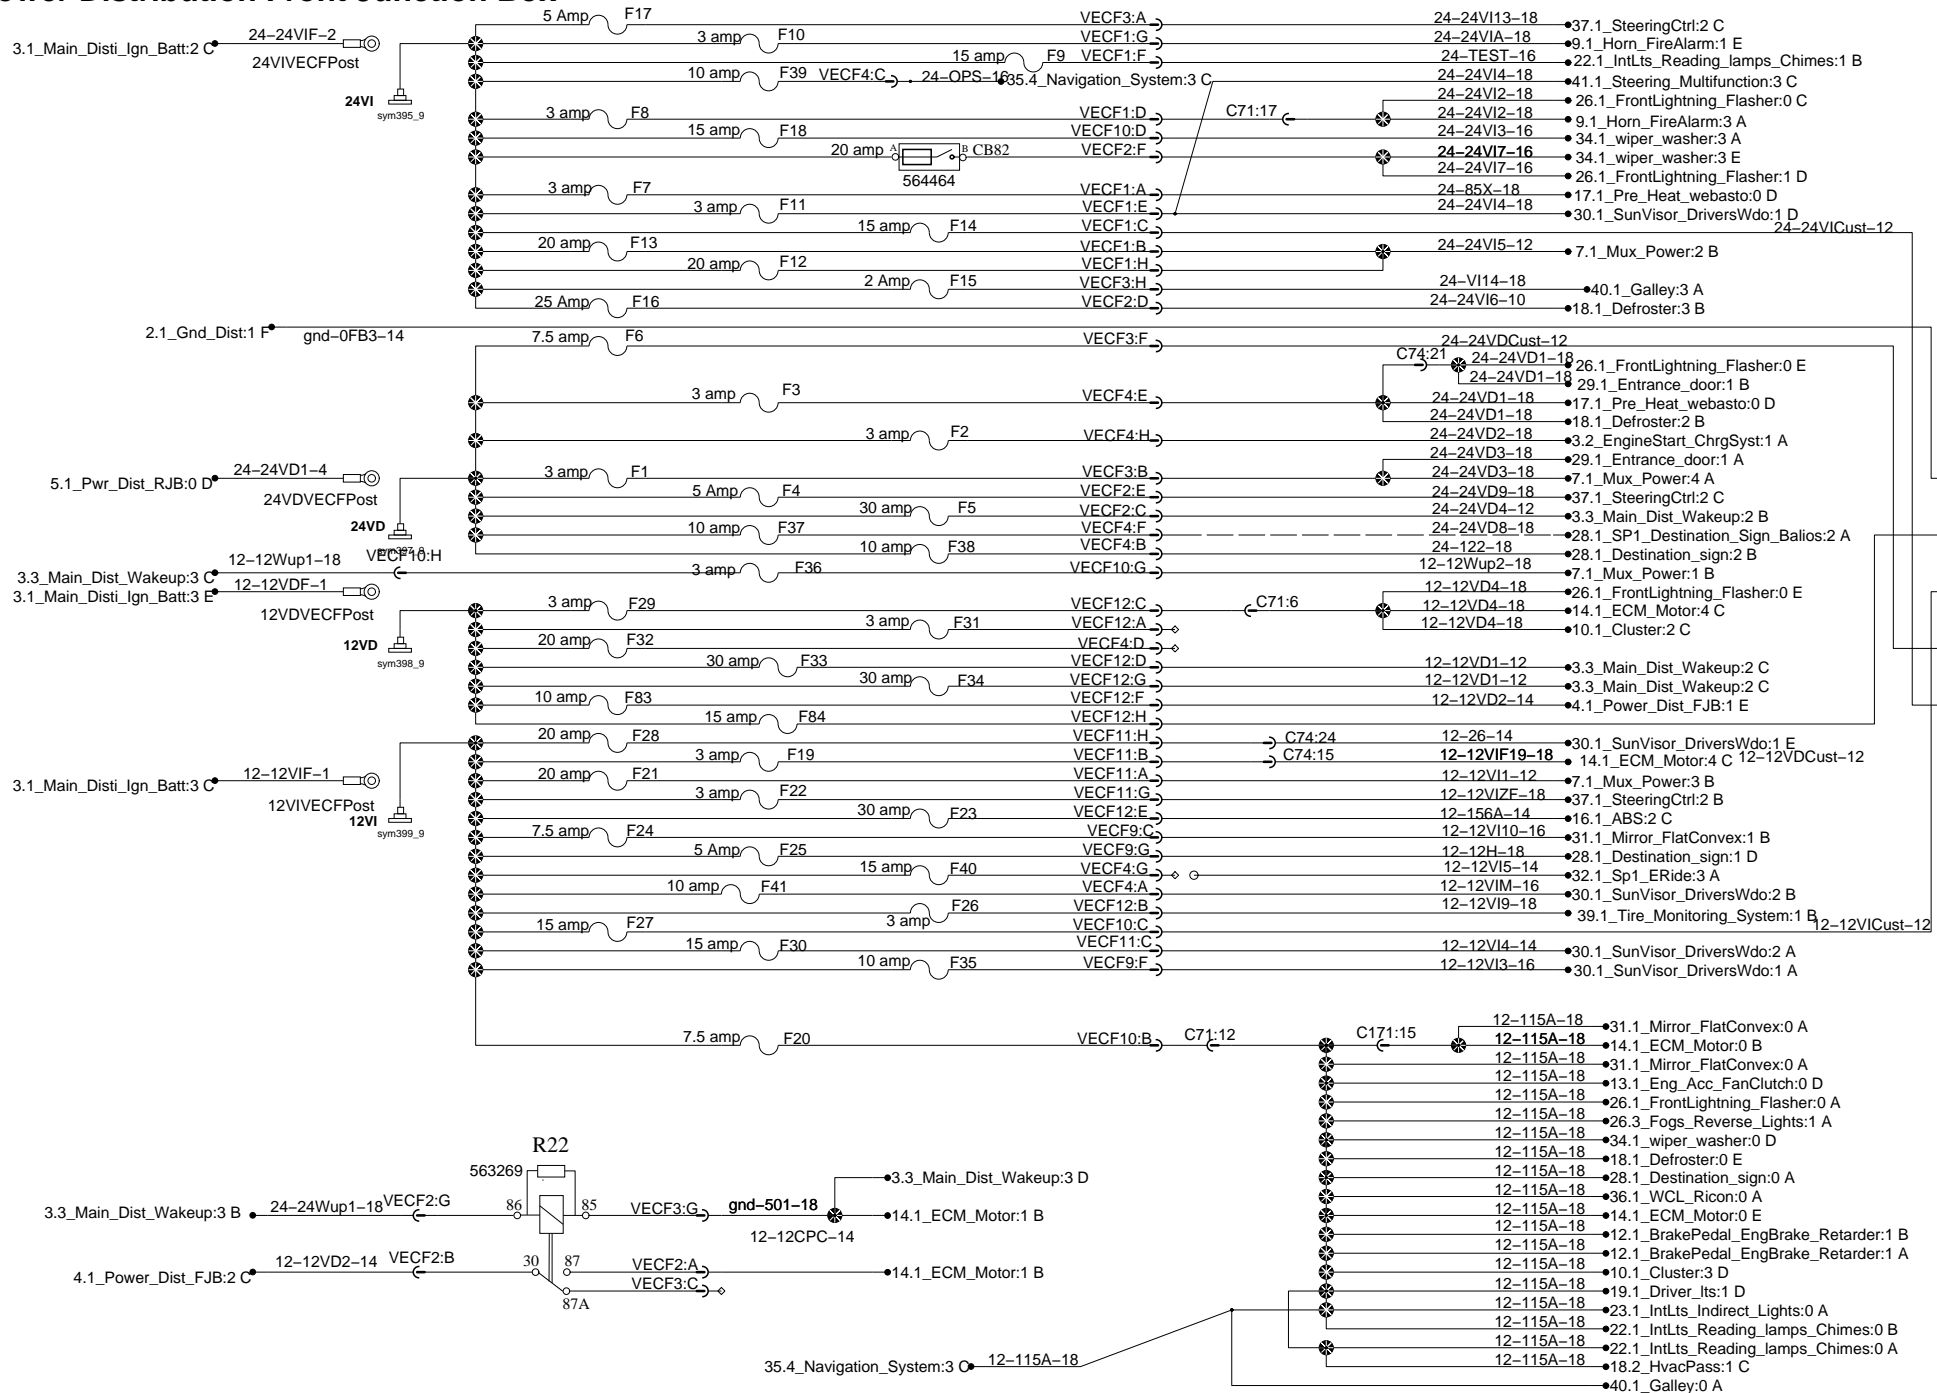 5 Amp F17 VECF3:A 24-24VI13-18 37.1_SteeringCtrl:2 C
3.1_Main_Disti_Ign_Batt:2 C 24-24VIF-2 3 amp F10 VECF1:G 24-24VIA-18 9.1_Horn_FireAlarm:1 E
24VIVECFPost 15 amp F9 VECF1:F 24-TEST-16 22.1_IntLts_Reading_lamps_Chimes:1 B
10 amp F39 VECF4:C 24-OPS-16 35.4_Navigation_System:3 C 24-24VI4-18 41.1_Steering_Multifunction:3 C
24VI 24-24VI2-18 26.1_FrontLightning_Flasher:0 C
sym395_9 3 amp F8 VECF1:D C71:17 24-24VI2-18 9.1_Horn_FireAlarm:3 A
15 amp F18 VECF10:D 24-24VI3-16 34.1_wiper_washer:3 A
20 amp A B CB82 VECF2:F 24-24VI7-16 34.1_wiper_washer:3 E
564464 24-24VI7-16 26.1_FrontLightning_Flasher:1 D
3 amp F7 VECF1:A 24-85X-18 17.1_Pre_Heat_webasto:0 D
3 amp F11 VECF1:E 24-24VI4-18 30.1_SunVisor_DriversWdo:1 D
15 amp F14 VECF1:C 24-24VICust-12
20 amp F13 VECF1:B 24-24VI5-12 7.1_Mux_Power:2 B
20 amp F12 VECF1:H
2 Amp F15 VECF3:H 24-VI14-18 40.1_Galley:3 A
25 Amp F16 VECF2:D 24-24VI6-10 18.1_Defroster:3 B
2.1_Gnd_Dist:1 F gnd-0FB3-14
7.5 amp F6 VECF3:F 24-24VDCust-12
C74:21 24-24VD1-18 26.1_FrontLightning_Flasher:0 E
24-24VD1-18 29.1_Entrance_door:1 B
3 amp F3 VECF4:E 24-24VD1-18 17.1_Pre_Heat_webasto:0 D
24-24VD1-18 18.1_Defroster:2 B
3 amp F2 VECF4:H 24-24VD2-18 3.2_EngineStart_ChrgSyst:1 A
24-24VD3-18 29.1_Entrance_door:1 A
5.1_Pwr_Dist_RJB:0 D 24-24VD1-4 3 amp F1 VECF3:B 24-24VD3-18 7.1_Mux_Power:4 A
24VDVECFPost 5 Amp F4 VECF2:E 24-24VD9-18 37.1_SteeringCtrl:2 C
30 amp F5 VECF2:C 24-24VD4-12 3.3_Main_Dist_Wakeup:2 B
24VD 10 amp F37 VECF4:F 24-24VD8-18 28.1_SP1_Destination_Sign_Balios:2 A
10 amp F38 VECF4:B 24-122-18 28.1_Destination_sign:2 B
3.3_Main_Dist_Wakeup:3 C 12-12Wup1-18 VECF10:H 3 amp F36 VECF10:G 12-12Wup2-18 7.1_Mux_Power:1 B
3.1_Main_Disti_Ign_Batt:3 E 12-12VDF-1 12-12VD4-18 26.1_FrontLightning_Flasher:0 E
12VDVECFPost 3 amp F29 VECF12:C C71:6 12-12VD4-18 14.1_ECM_Motor:4 C
3 amp F31 VECF12:A 12-12VD4-18 10.1_Cluster:2 C
12VD 20 amp F32 VECF4:D
sym398_9 30 amp F33 VECF12:D 12-12VD1-12 3.3_Main_Dist_Wakeup:2 C
30 amp F34 VECF12:G 12-12VD1-12 3.3_Main_Dist_Wakeup:2 C
10 amp F83 VECF12:F 12-12VD2-14 4.1_Power_Dist_FJB:1 E
15 amp F84 VECF12:H
20 amp F28 VECF11:H C74:24 12-26-14 30.1_SunVisor_DriversWdo:1 E
3 amp F19 VECF11:B C74:15 12-12VIF19-18 14.1_ECM_Motor:4 C 12-12VDCust-12
3.1_Main_Disti_Ign_Batt:3 C 12-12VIF-1 20 amp F21 VECF11:A 12-12VI1-12 7.1_Mux_Power:3 B
12VIVECFPost 3 amp F22 VECF11:G 12-12VIZF-18 37.1_SteeringCtrl:2 B
12VI 30 amp F23 VECF12:E 12-156A-14 16.1_ABS:2 C
sym399_9 7.5 amp F24 VECF9:C 12-12VI10-16 31.1_Mirror_FlatConvex:1 B
5 Amp F25 VECF9:G 12-12H-18 28.1_Destination_sign:1 D
15 amp F40 VECF4:G 12-12VI5-14 32.1_Sp1_ERide:3 A
10 amp F41 VECF4:A 12-12VIM-16 30.1_SunVisor_DriversWdo:2 B
3 amp F26 VECF12:B 12-12VI9-18 39.1_Tire_Monitoring_System:1 B
15 amp F27 VECF10:C 12-12VICust-12
15 amp F30 VECF11:C 12-12VI4-14 30.1_SunVisor_DriversWdo:2 A
10 amp F35 VECF9:F 12-12VI3-16 30.1_SunVisor_DriversWdo:1 A
12-115A-18 31.1_Mirror_FlatConvex:0 A
7.5 amp F20 VECF10:B C71:12 C171:15 12-115A-18 14.1_ECM_Motor:0 B
12-115A-18 31.1_Mirror_FlatConvex:0 A
12-115A-18 13.1_Eng_Acc_FanClutch:0 D
12-115A-18 26.1_FrontLightning_Flasher:0 A
12-115A-18 26.3_Fogs_Reverse_Lights:1 A
12-115A-18 34.1_wiper_washer:0 D
12-115A-18 18.1_Defroster:0 E
12-115A-18 28.1_Destination_sign:0 A
12-115A-18 36.1_WCL_Ricon:0 A
12-115A-18 14.1_ECM_Motor:0 E
12-115A-18 12.1_BrakePedal_EngBrake_Retarder:1 B
12-115A-18 12.1_BrakePedal_EngBrake_Retarder:1 A
12-115A-18 10.1_Cluster:3 D
12-115A-18 19.1_Driver_lts:1 D
12-115A-18 23.1_IntLts_Indirect_Lights:0 A
12-115A-18 22.1_IntLts_Reading_lamps_Chimes:0 B
12-115A-18 22.1_IntLts_Reading_lamps_Chimes:0 A
12-115A-18 18.2_HvacPass:1 C
40.1_Galley:0 A
R22
563269
3.3_Main_Dist_Wakeup:3 D
3.3_Main_Dist_Wakeup:3 B 24-24Wup1-18 VECF2:G 86 85 VECF3:G gnd-501-18 14.1_ECM_Motor:1 B
12-12CPC-14
4.1_Power_Dist_FJB:2 C 12-12VD2-14 VECF2:B 30 87 VECF2:A 14.1_ECM_Motor:1 B
87A VECF3:C
35.4_Navigation_System:3 C 12-115A-18